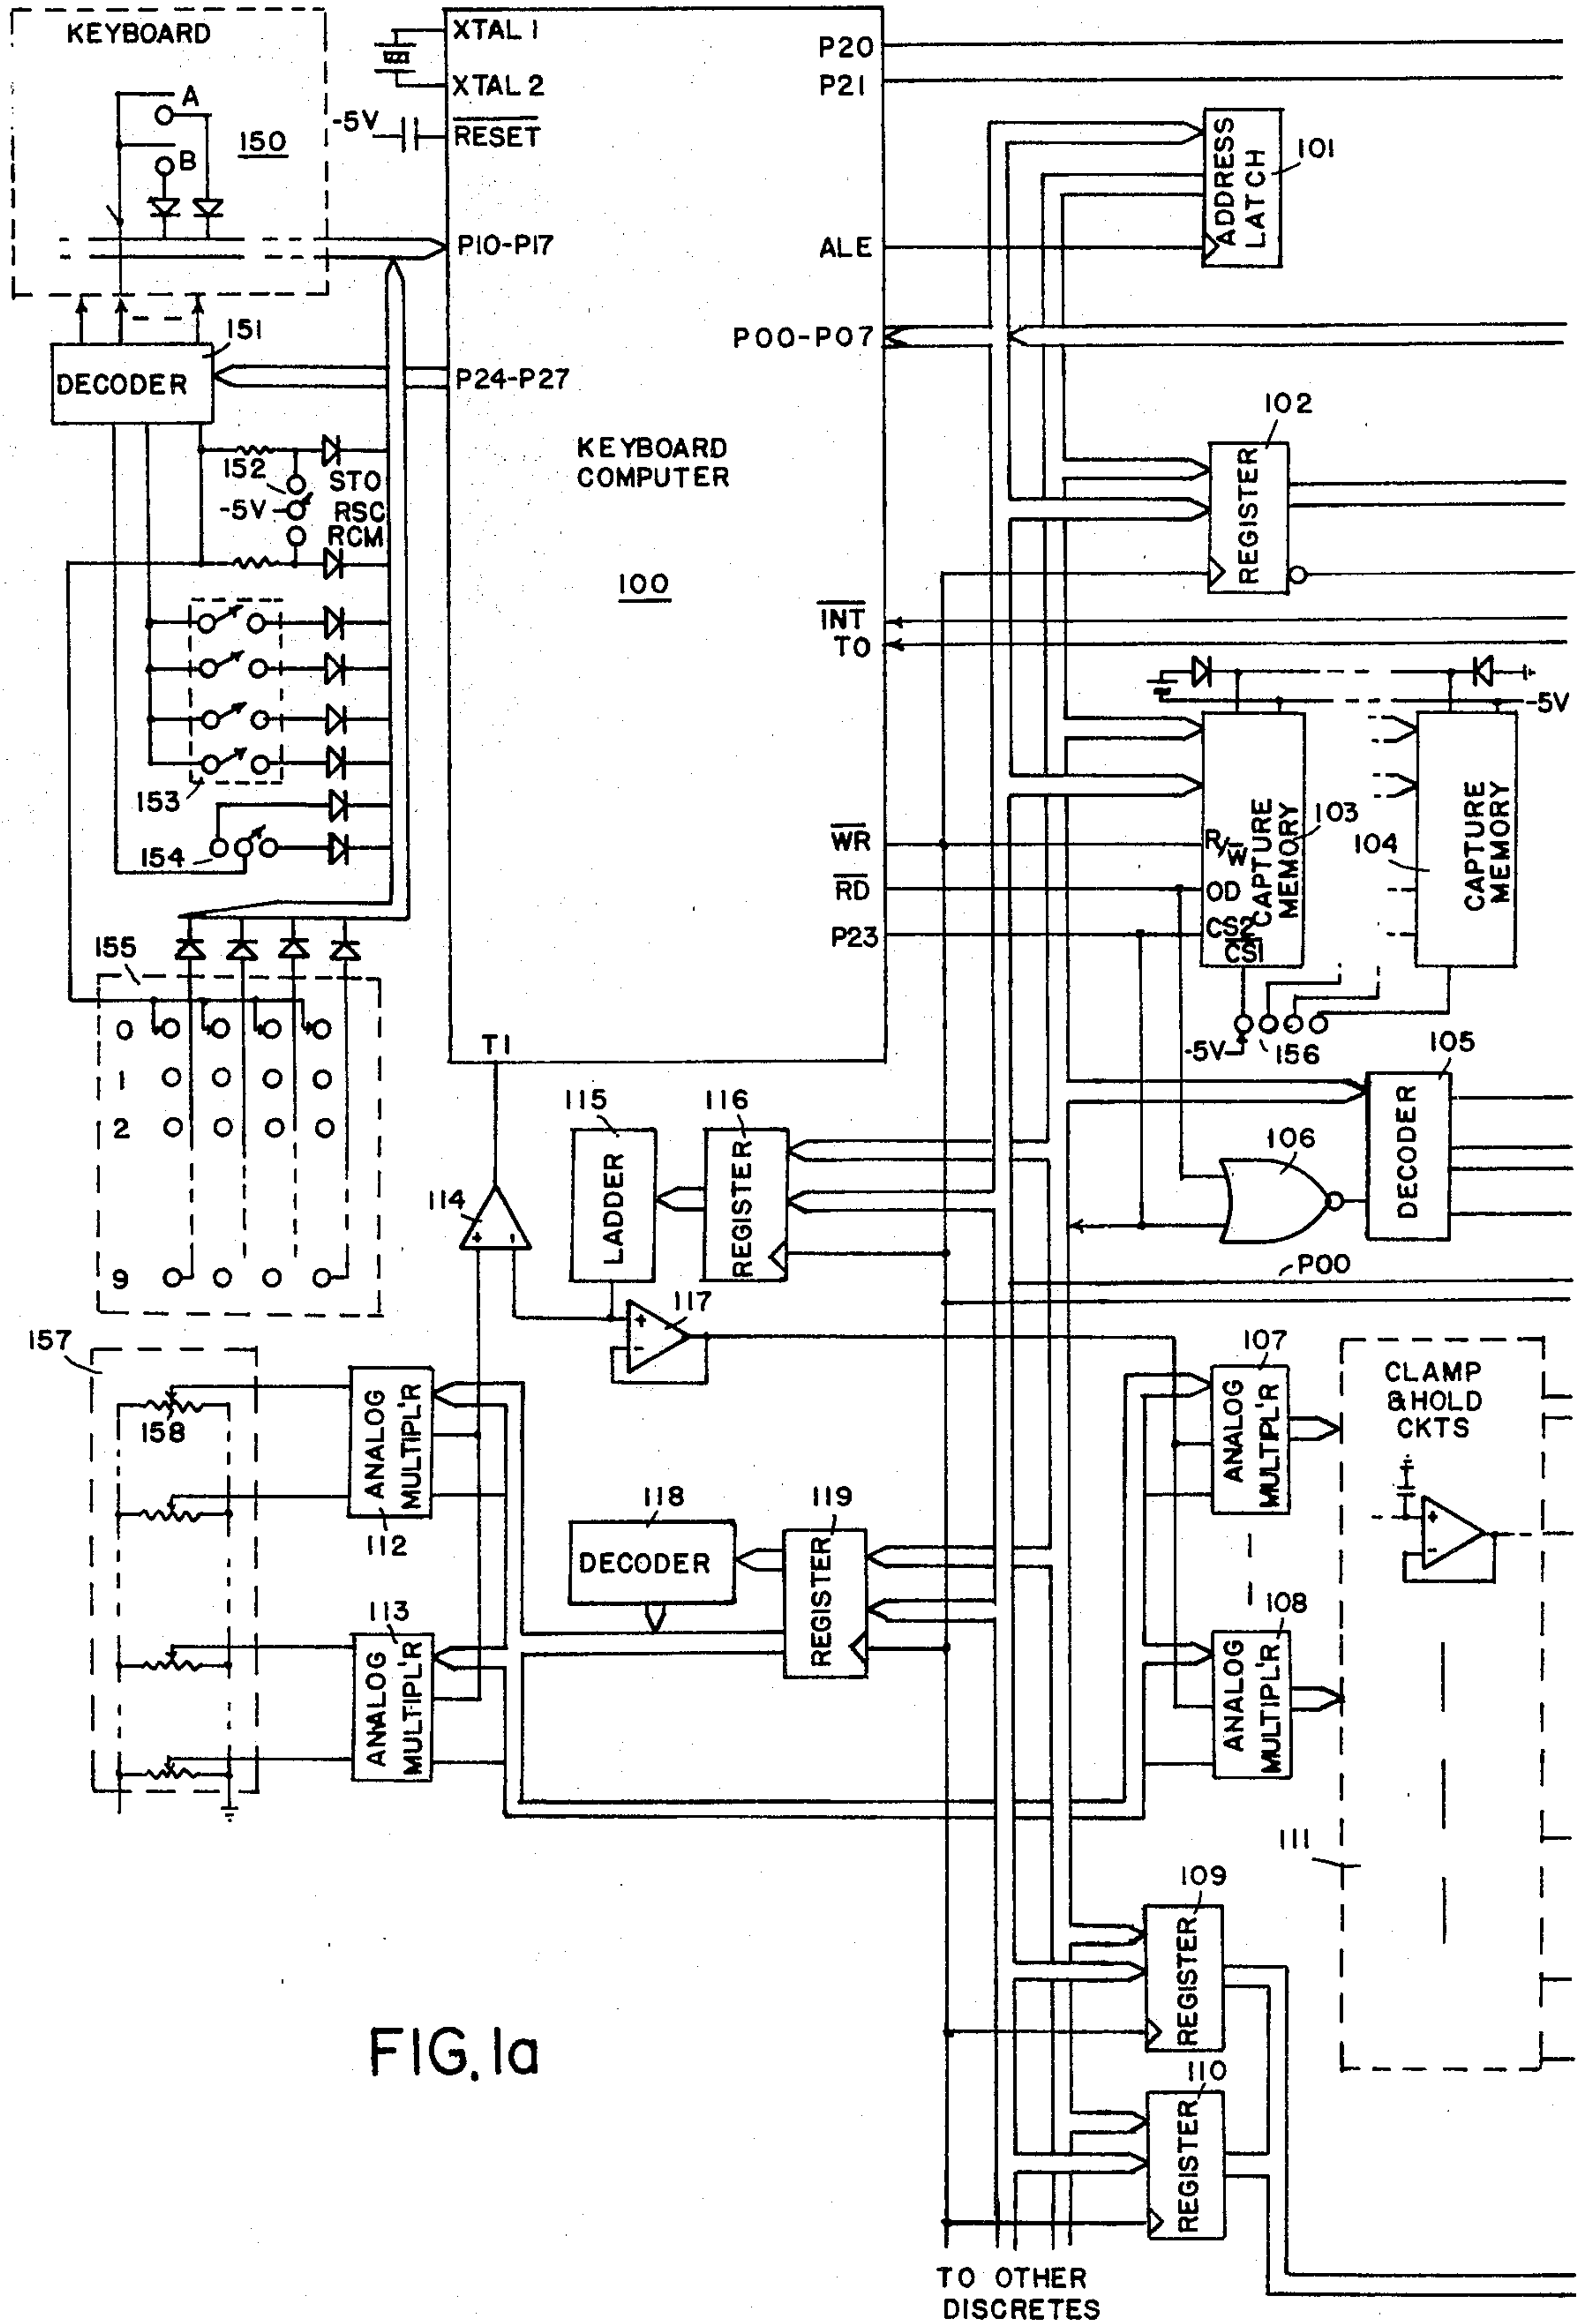 KEYBOARD
A
B
150
XTAL 1
XTAL 2
-5V
RESET
P10-P17
P24-P27
151
DECODER
152
STO
-5V
RSC
RCM
153
154
155
0
1
2
9
KEYBOARD
COMPUTER
100
P20
P21
ALE
P00-P07
INT
T0
WR
RD
P23
T1
ADDRESS
LATCH
101
102
REGISTER
-5V
R/W
OD
CS2
CS1
CAPTURE
MEMORY
103
104
CAPTURE
MEMORY
-5V
156
105
DECODER
106
P00
114
+
-
115
LADDER
116
REGISTER
117
+
-
157
158
ANALOG
MULTIPL'R
112
113
ANALOG
MULTIPL'R
118
DECODER
119
REGISTER
107
ANALOG
MULTIPL'R
108
ANALOG
MULTIPL'R
CLAMP
&HOLD
CKTS
+
-
111
109
REGISTER
110
REGISTER
FIG. 1a
TO OTHER
DISCRETES